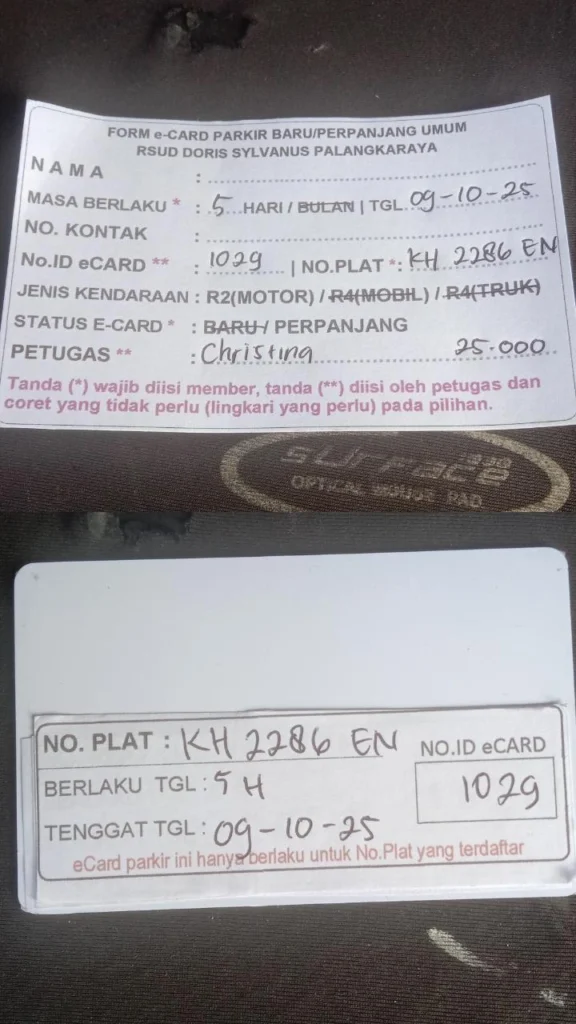 FORM e-CARD PARKIR BARU/PERPANJANG UMUM
RSUD DORIS SYLVANUS PALANGKARAYA
NAMA :
MASA BERLAKU * : 5 HARI / BULAN | TGL. 09-10-25
NO. KONTAK :
No.ID eCARD ** : 1029 | NO.PLAT *: KH 2286 EN
JENIS KENDARAAN : R2(MOTOR) / R4(MOBIL) / R4(TRUK)
STATUS E-CARD * : BARU / PERPANJANG
PETUGAS ** : Christina 25.000
Tanda (*) wajib diisi member, tanda (**) diisi oleh petugas dan
coret yang tidak perlu (lingkari yang perlu) pada pilihan.
surface
OPTICAL MOUSE PAD
NO. PLAT : KH 2286 EN NO.ID eCARD
BERLAKU TGL : 5 H 1029
TENGGAT TGL : 09-10-25
eCard parkir ini hanya berlaku untuk No.Plat yang terdaftar